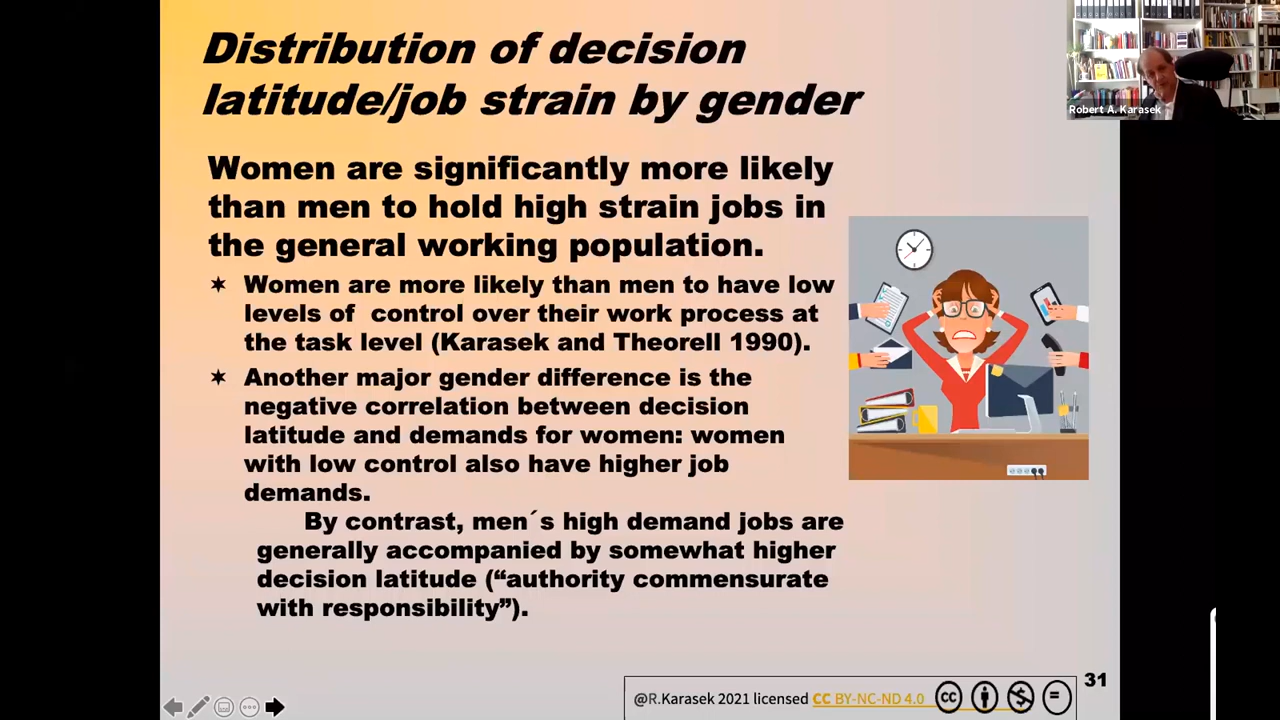 Distribution of decision
latitude/job strain by gender
Robert A. Karasek
Women are significantly more likely
than men to hold high strain jobs in
the general working population.
✶ Women are more likely than men to have low
levels of control over their work process at
the task level (Karasek and Theorell 1990).
✶ Another major gender difference is the
negative correlation between decision
latitude and demands for women: women
with low control also have higher job
demands.
By contrast, men´s high demand jobs are
generally accompanied by somewhat higher
decision latitude (“authority commensurate
with responsibility”).
31
@R.Karasek 2021 licensed CC BY-NC-ND 4.0